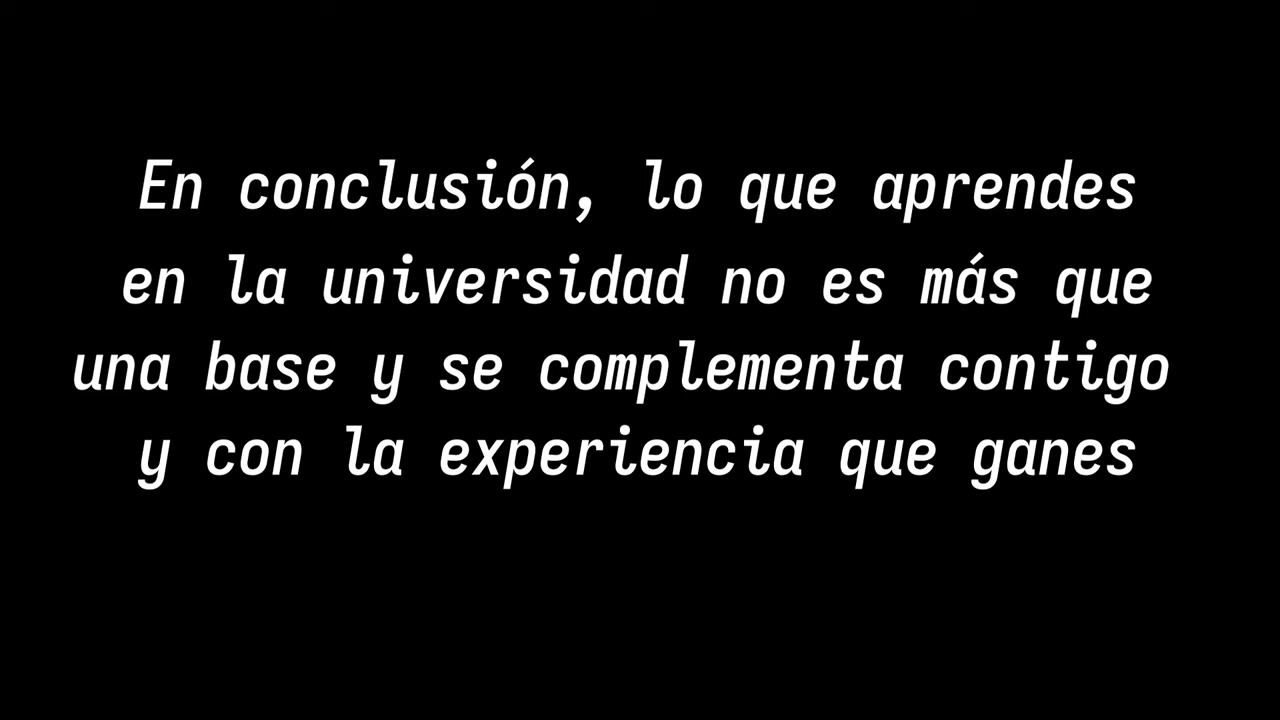 En conclusión, lo que aprendes
en la universidad no es más que
una base y se complementa contigo
y con la experiencia que ganes